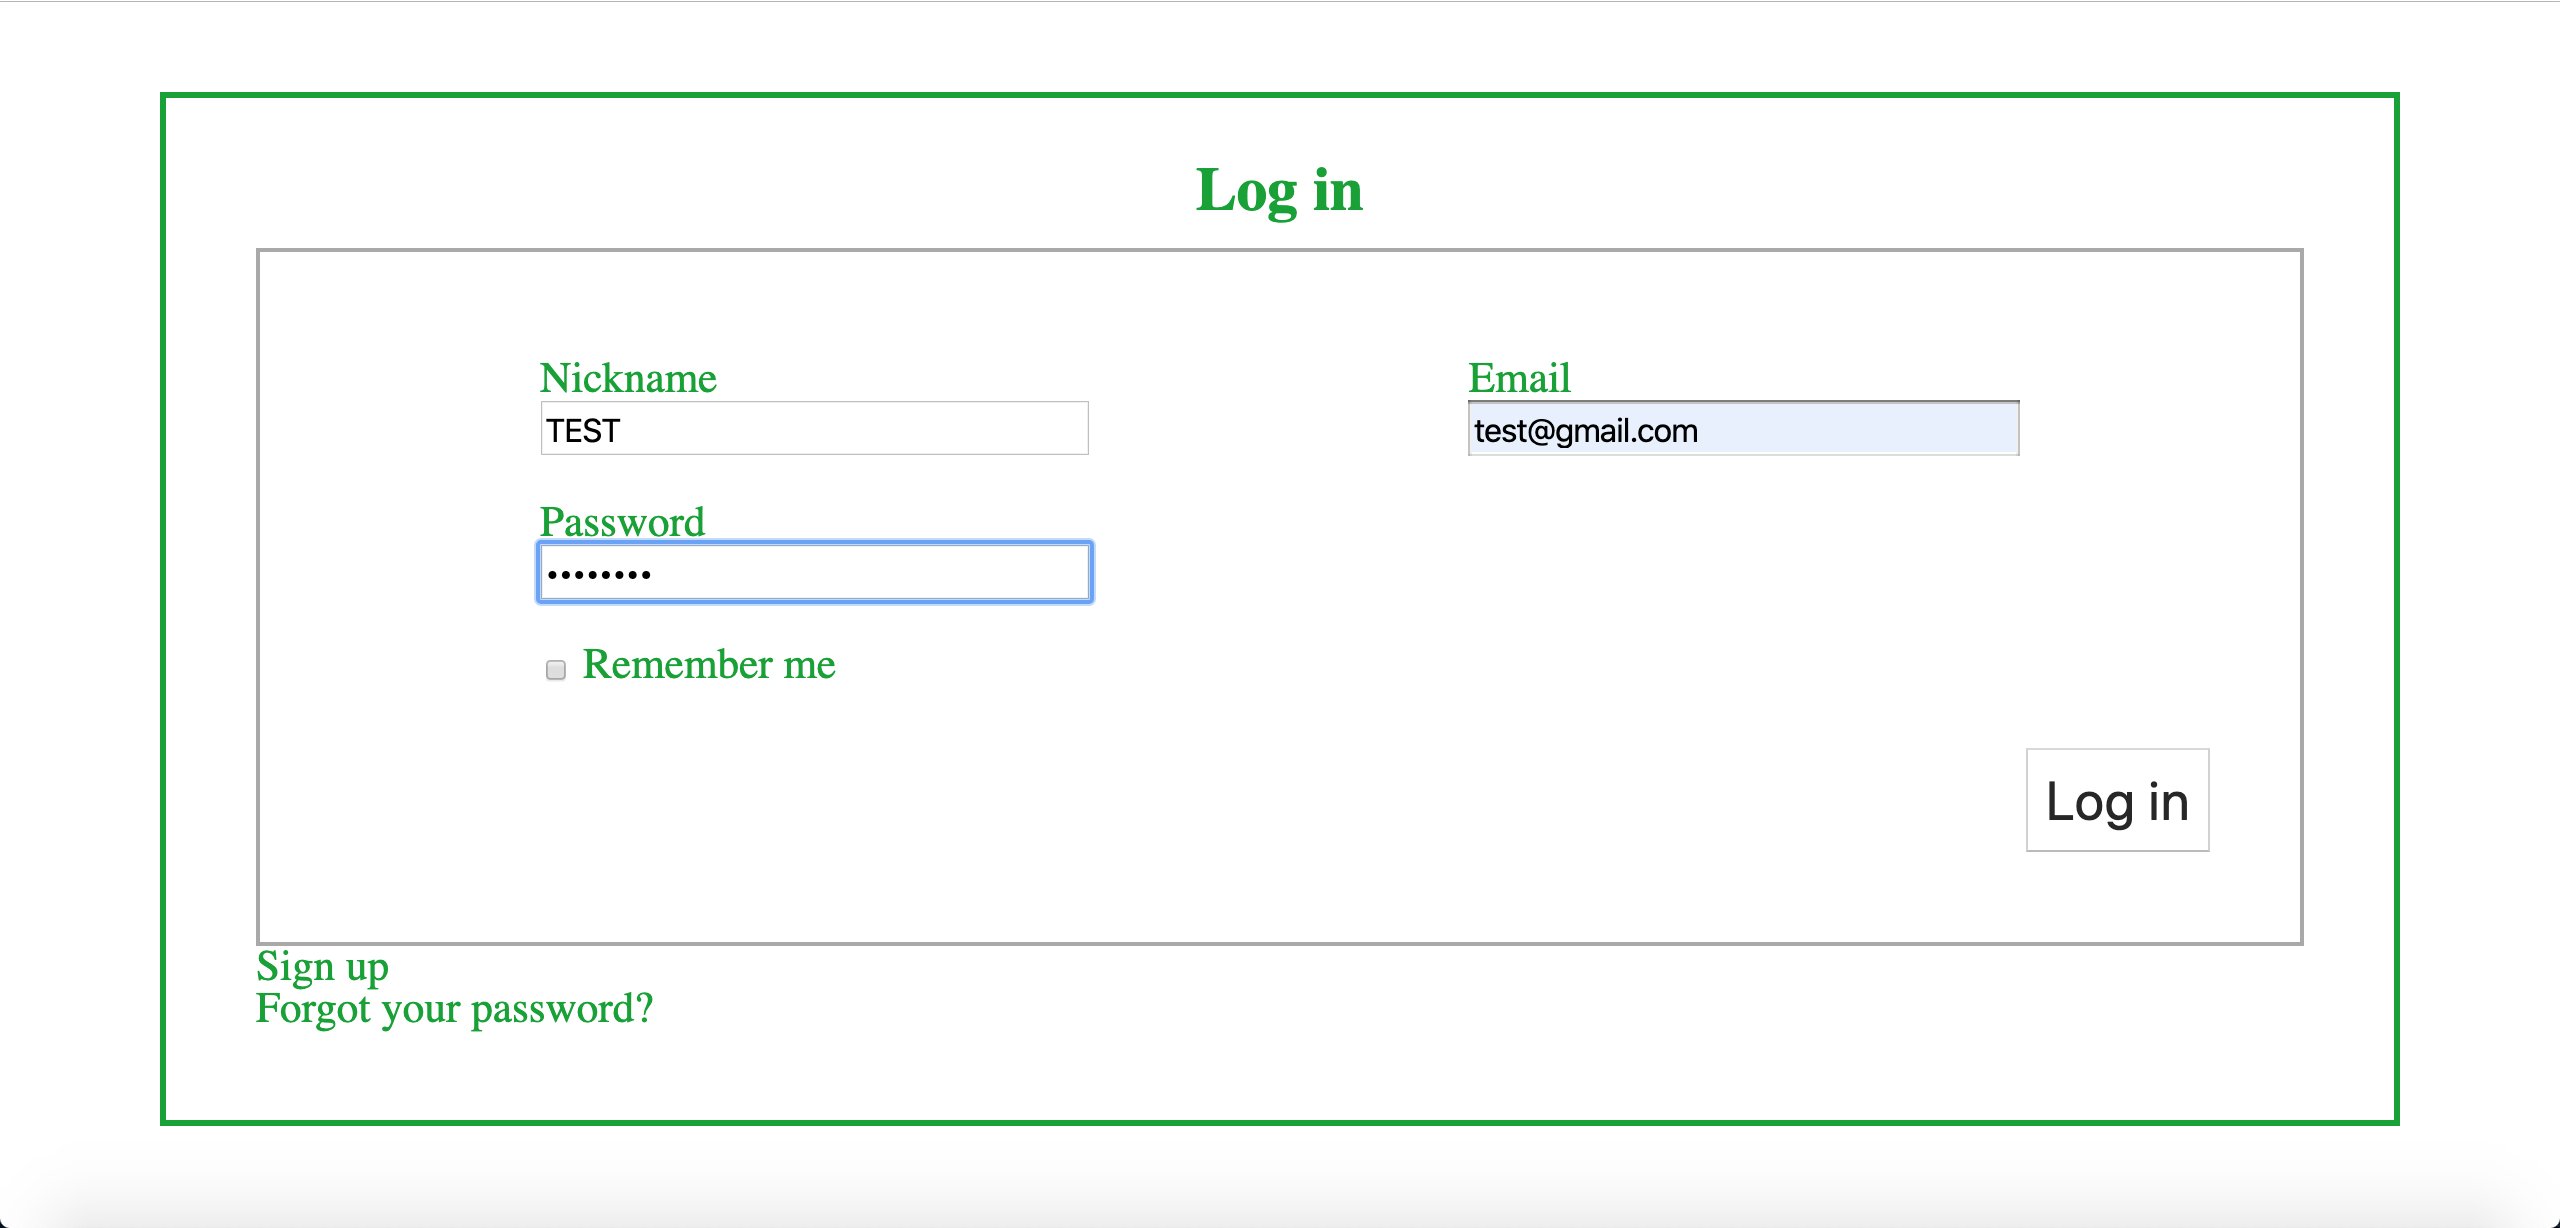 Log in
Nickname
Email
TEST
test@gmail.com
Password
••••••••
Remember me
Log in
Sign up
Forgot your password?